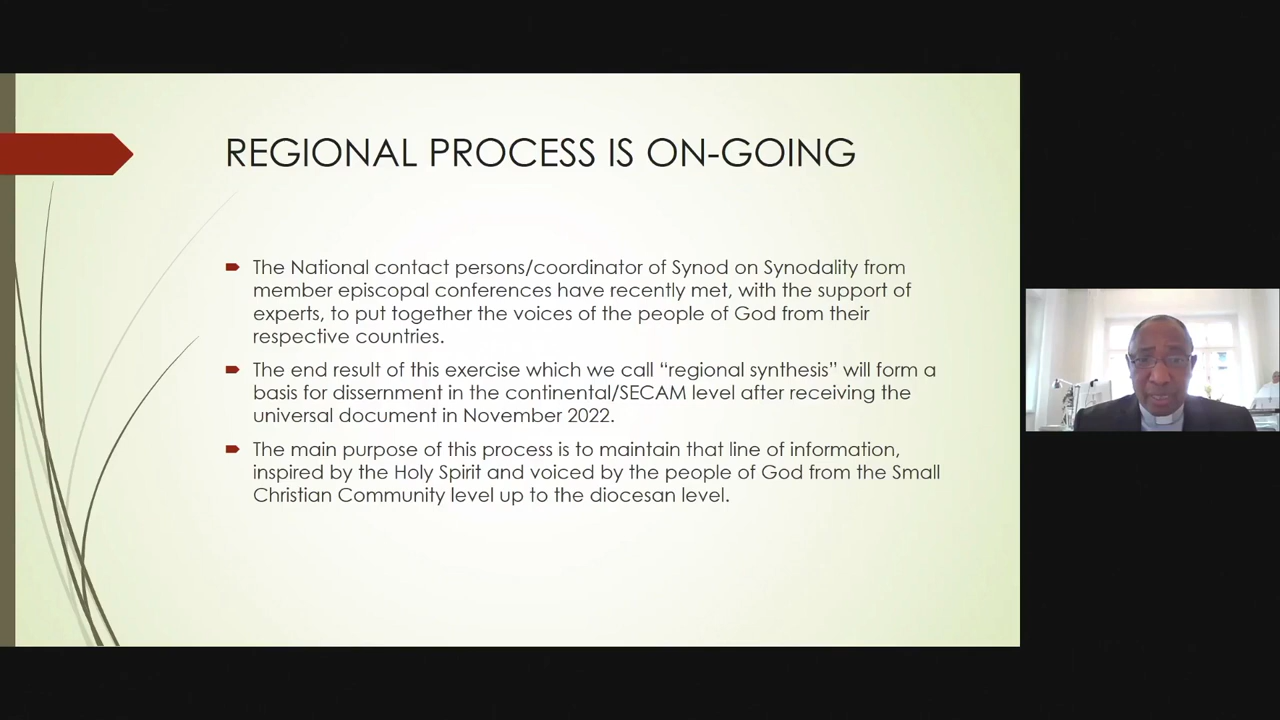 REGIONAL PROCESS IS ON-GOING
The National contact persons/coordinator of Synod on Synodality from
member episcopal conferences have recently met, with the support of
experts, to put together the voices of the people of God from their
respective countries.
The end result of this exercise which we call “regional synthesis” will form a
basis for dissernment in the continental/SECAM level after receiving the
universal document in November 2022.
The main purpose of this process is to maintain that line of information,
inspired by the Holy Spirit and voiced by the people of God from the Small
Christian Community level up to the diocesan level.